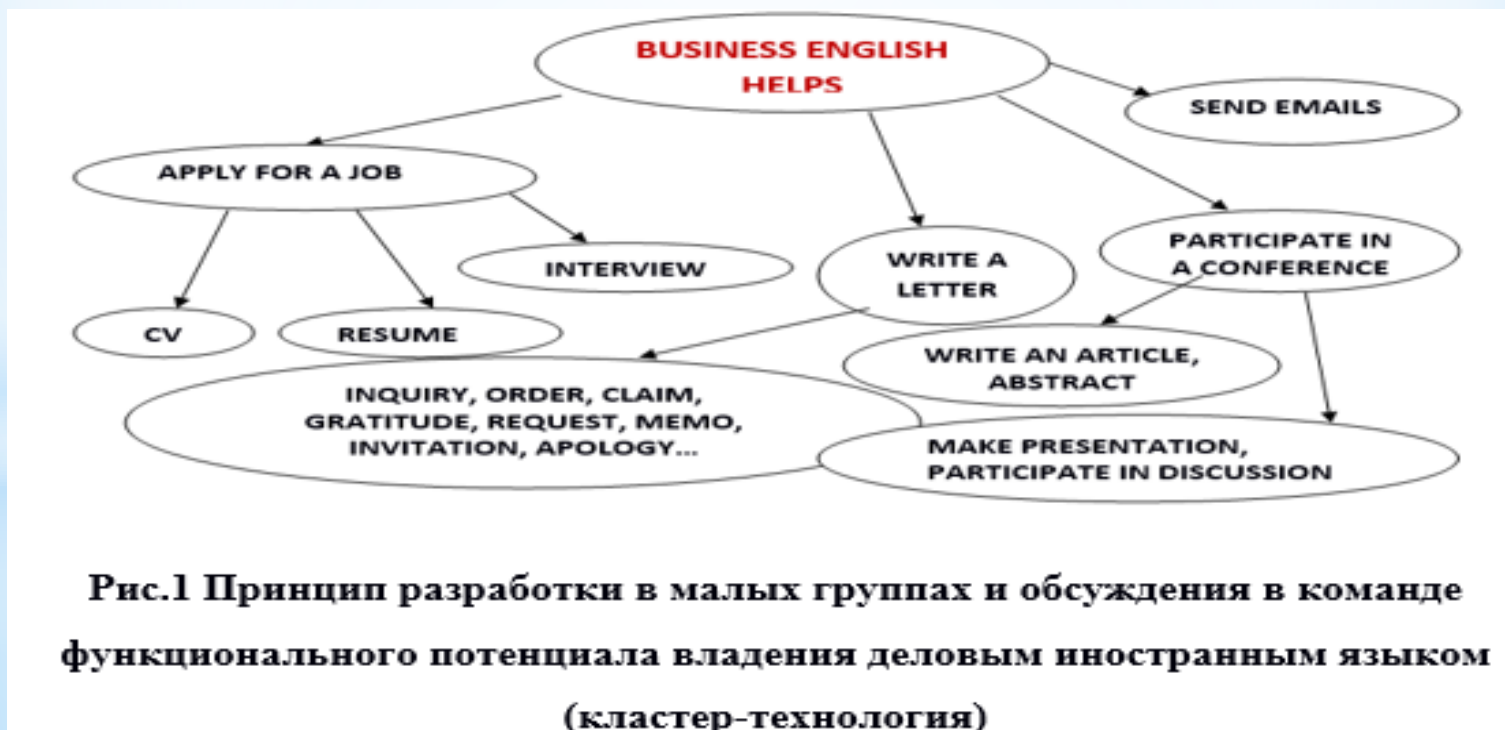 BUSINESS ENGLISH
HELPS
SEND EMAILS
APPLY FOR A JOB
INTERVIEW
WRITE A
LETTER
PARTICIPATE IN
A CONFERENCE
CV
RESUME
WRITE AN ARTICLE,
ABSTRACT
INQUIRY, ORDER, CLAIM,
GRATITUDE, REQUEST, MEMO,
INVITATION, APOLOGY...
MAKE PRESENTATION,
PARTICIPATE IN DISCUSSION
Рис.1 Принцип разработки в малых группах и обсуждения в команде
функционального потенциала владения деловым иностранным языком
(кластер-технология)